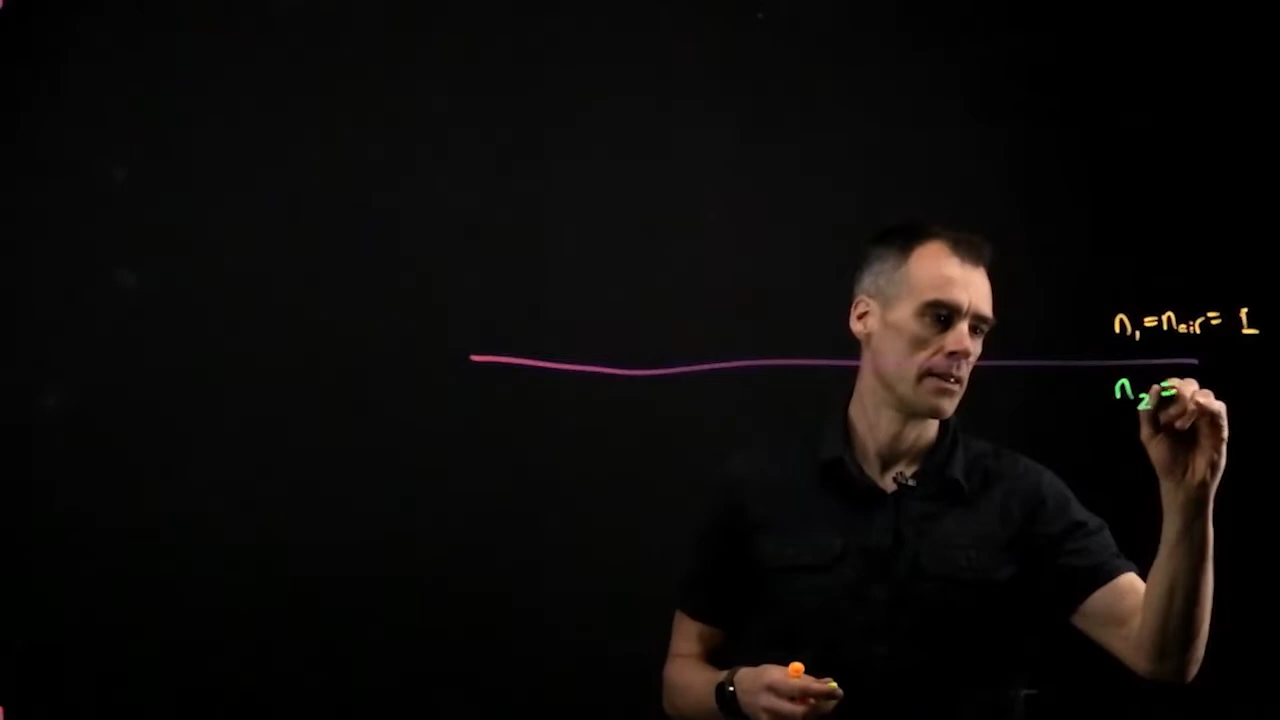 n₁=nair= 1
n₂=